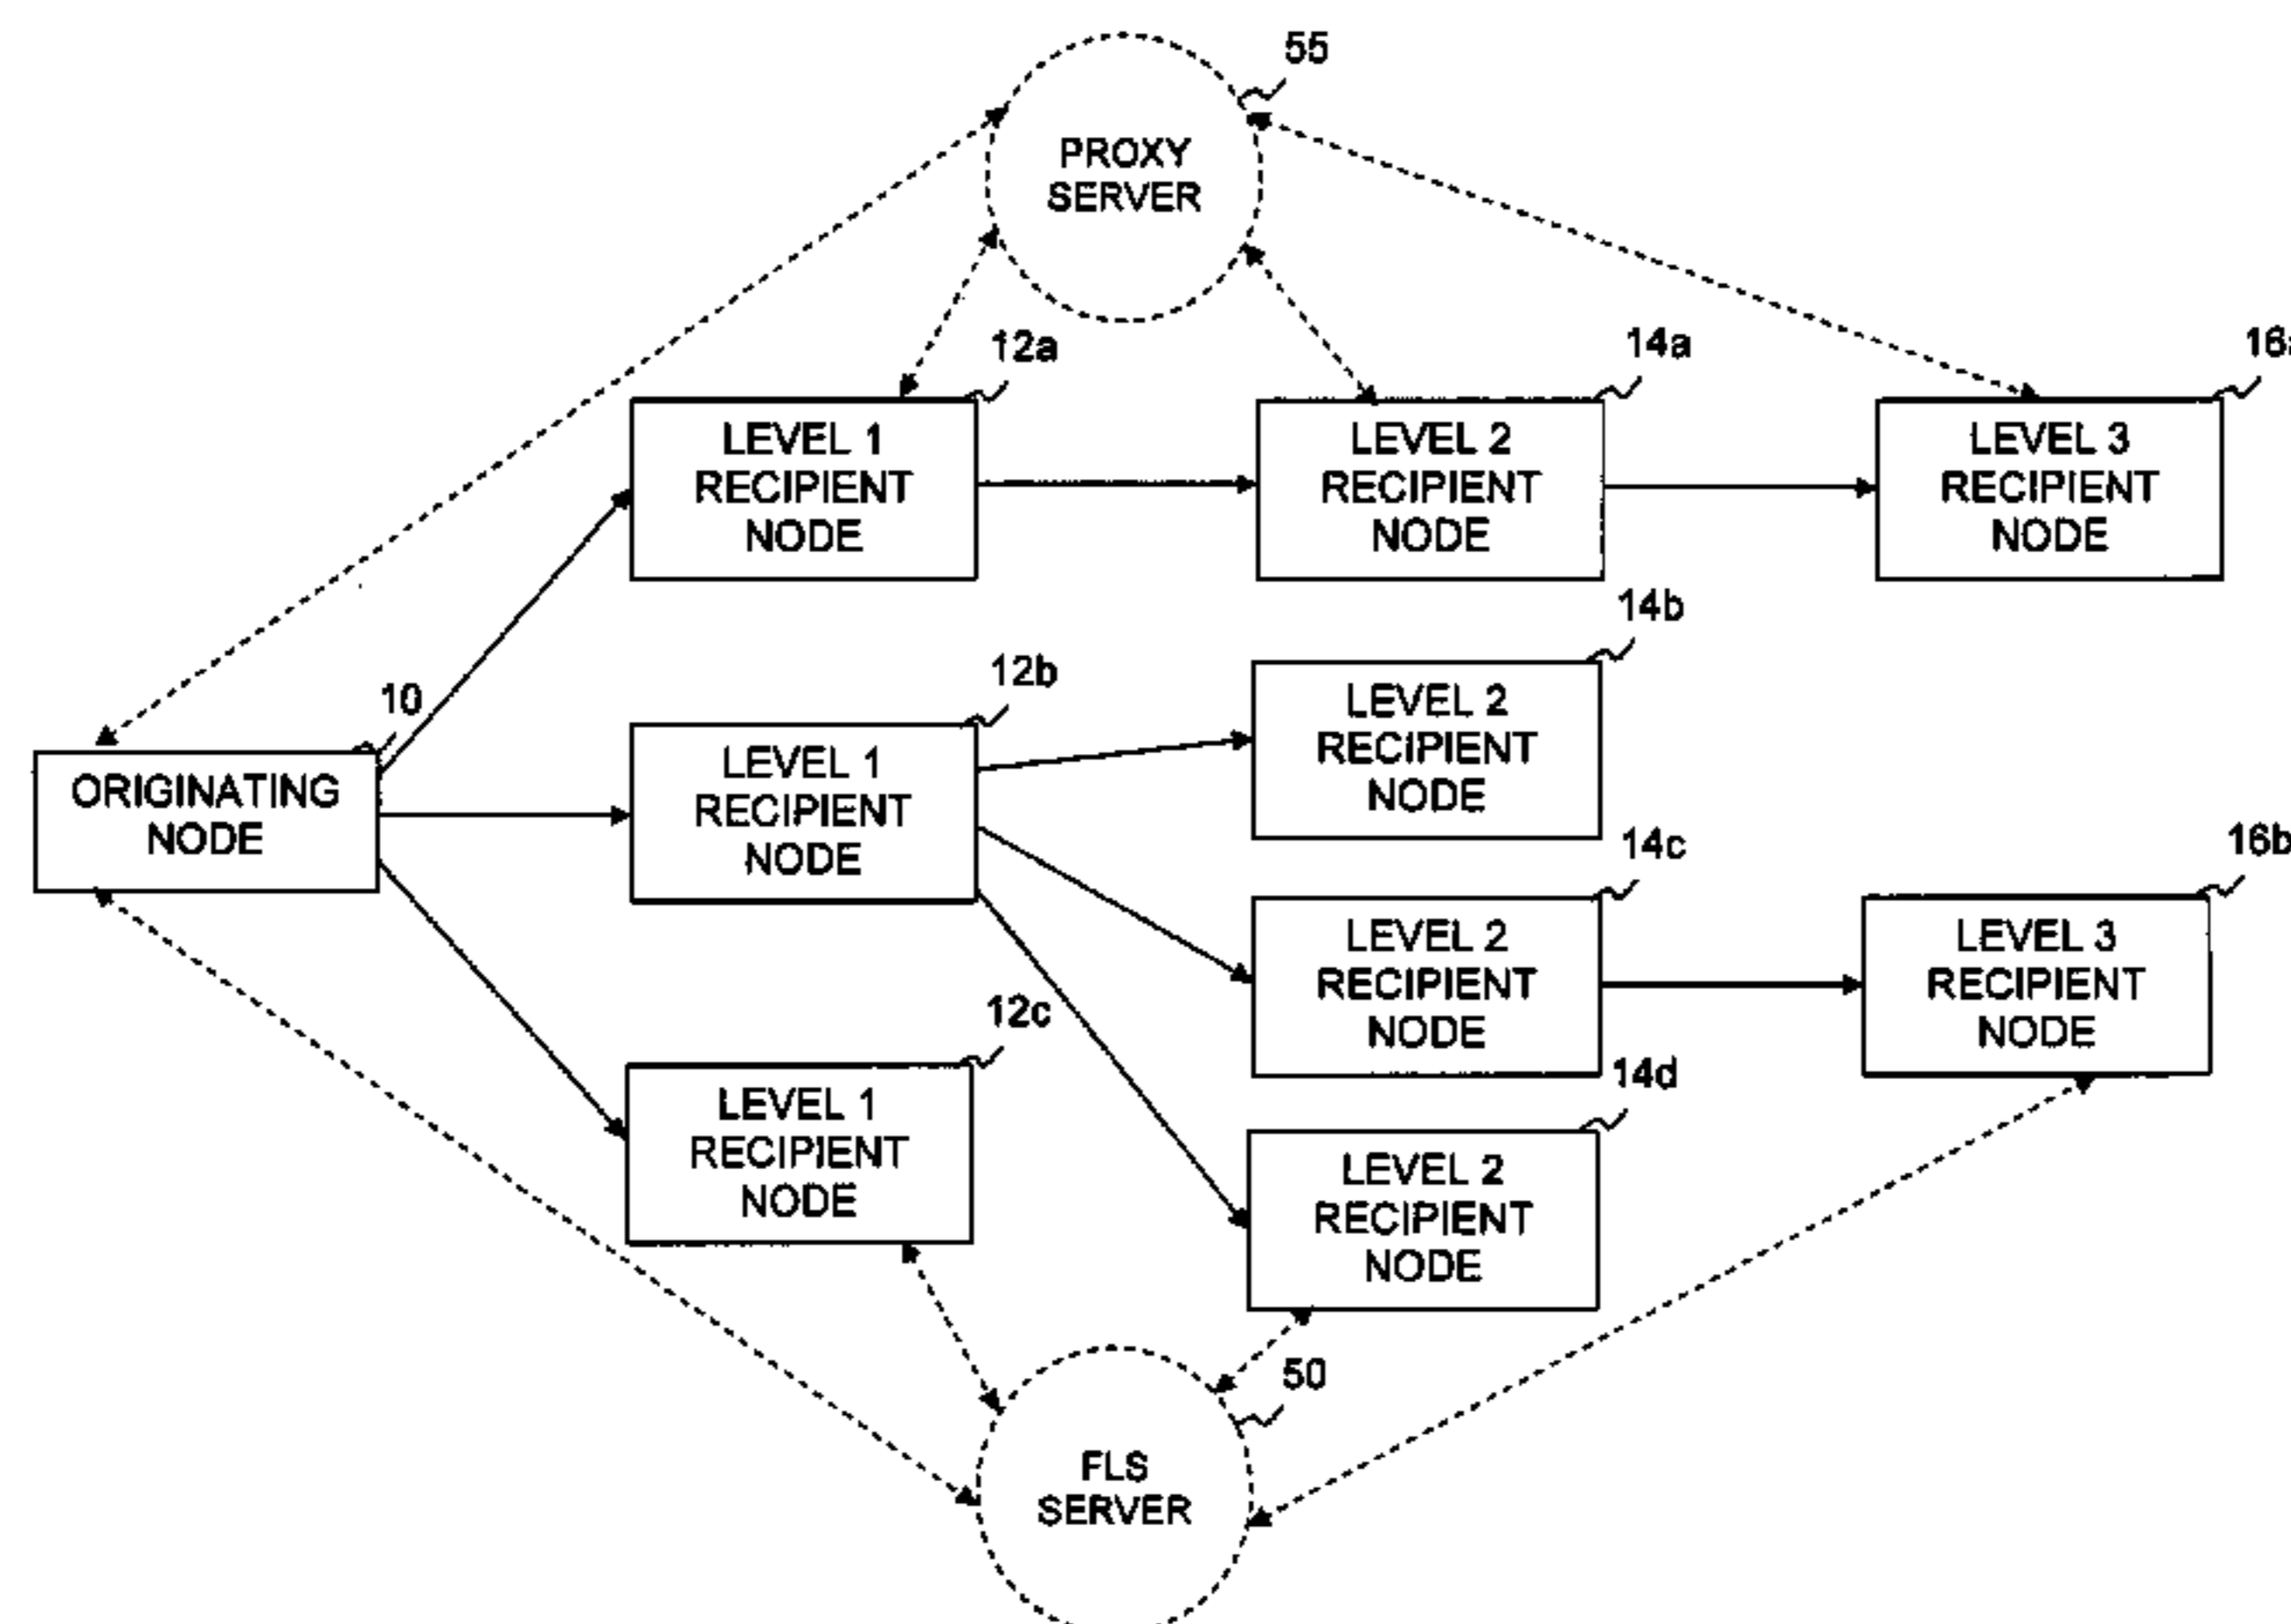 55
PROXY
SERVER
12a
14a
16a
LEVEL 1
RECIPIENT
NODE
LEVEL 2
RECIPIENT
NODE
LEVEL 3
RECIPIENT
NODE
14b
12b
10
LEVEL 2
RECIPIENT
NODE
ORIGINATING
NODE
LEVEL 1
RECIPIENT
NODE
14c
16b
LEVEL 2
RECIPIENT
NODE
LEVEL 3
RECIPIENT
NODE
12c
14d
LEVEL 1
RECIPIENT
NODE
LEVEL 2
RECIPIENT
NODE
50
FLS
SERVER